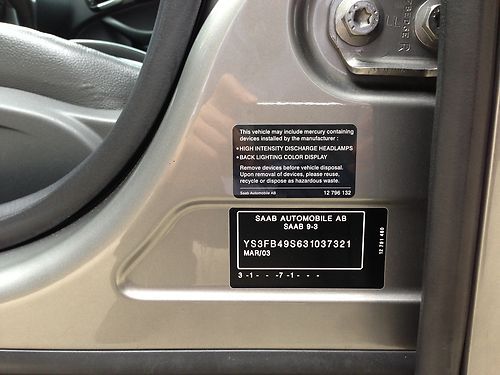 This vehicle may include mercury containing
devices installed by the manufacturer :
• HIGH INTENSITY DISCHARGE HEADLAMPS
• BACK LIGHTING COLOR DISPLAY
Remove devices before vehicle disposal.
Upon removal of devices, please reuse,
recycle or dispose as hazardous waste.
Saab Automobile AB 12 796 132
SAAB AUTOMOBILE AB
SAAB 9-3
YS3FB49S631037321
MAR/03
3 -1- - -7 -1- - -
12 781 460